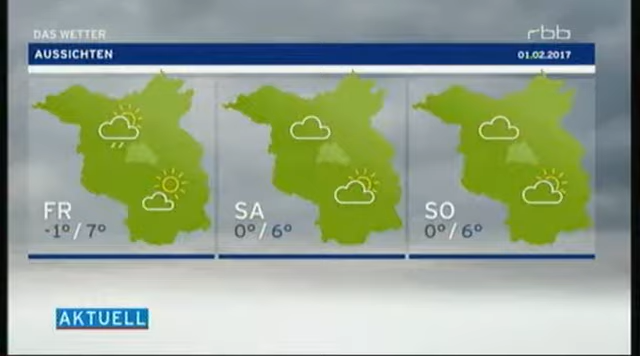 DAS WETTER
rbb
AUSSICHTEN
01.02.2017
FR
-1°/7°
SA
0°/6°
SO
0°/6°
AKTUELL